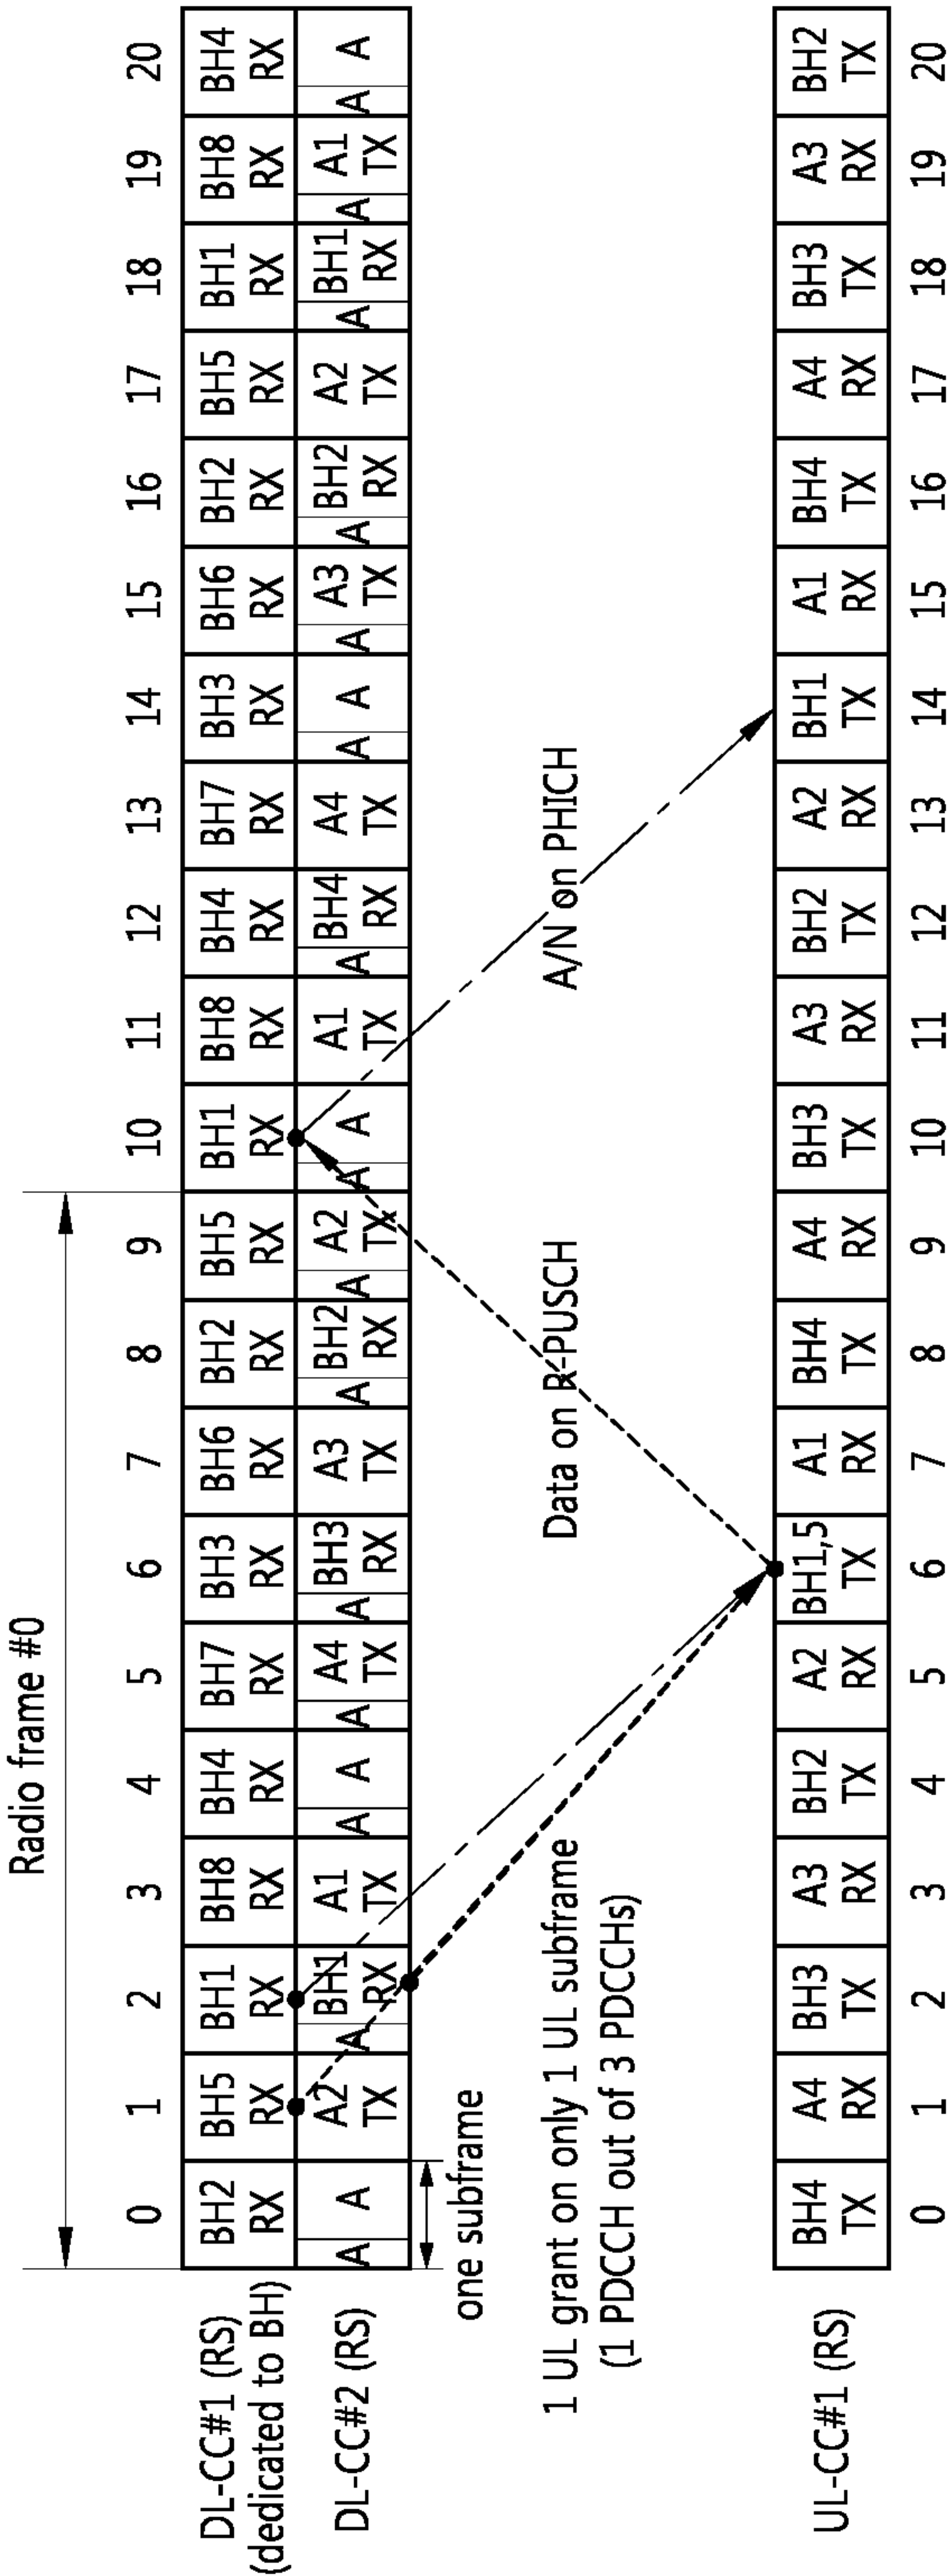 Radio frame #0
0 1 2 3 4 5 6 7 8 9 10 11 12 13 14 15 16 17 18 19 20
DL-CC#1 (RS)
(dedicated to BH)
BH2 BH5 BH1 BH8 BH4 BH7 BH3 BH6 BH2 BH5 BH1 BH8 BH4 BH7 BH3 BH6 BH2 BH5 BH1 BH8 BH4
RX RX RX RX RX RX RX RX RX RX RX RX RX RX RX RX RX RX RX RX RX
DL-CC#2 (RS)
A A A2 A BH1 A1 A A A A4 A BH3 A3 A BH2 A A2 A A A1 A BH4 A4 A A A A3 A BH2 A2 A BH1 A A1 A A
TX RX TX TX RX TX RX TX TX RX TX TX RX TX RX TX
one subframe
1 UL grant on only 1 UL subframe
(1 PDCCH out of 3 PDCCHs)
Data on R-PUSCH
A/N on PHICH
UL-CC#1 (RS)
BH4 A4 BH3 A3 BH2 A2 BH1,5 A1 BH4 A4 BH3 A3 BH2 A2 BH1 A1 BH4 A4 BH3 A3 BH2
TX RX TX RX TX RX TX RX TX RX TX RX TX RX TX RX TX RX TX RX TX
0 1 2 3 4 5 6 7 8 9 10 11 12 13 14 15 16 17 18 19 20